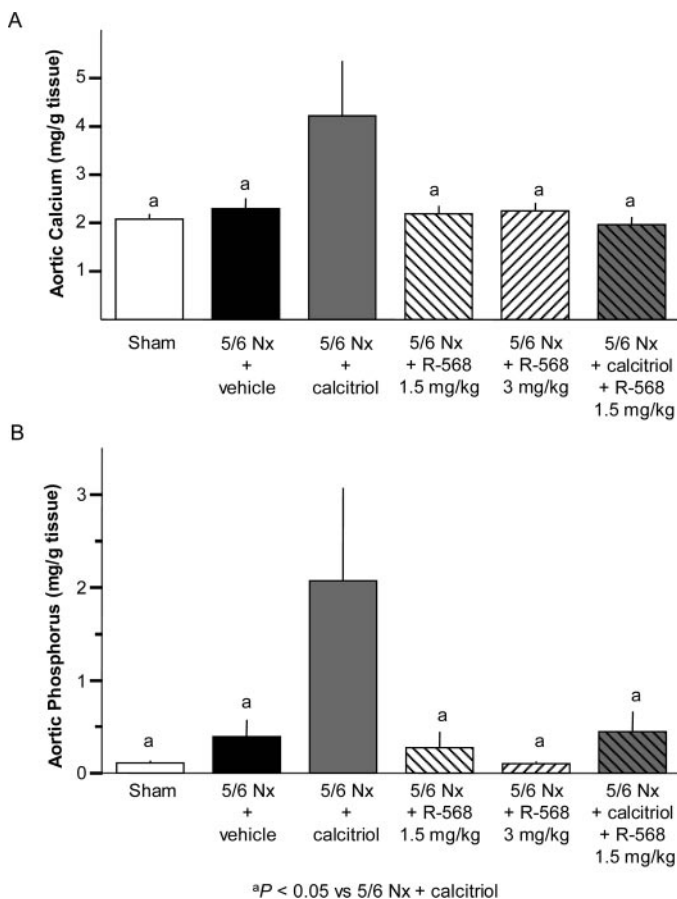 A
Aortic Calcium (mg/g tissue)
5
4
3
2
1
a
a
a
a
a
Sham
5/6 Nx
+
vehicle
5/6 Nx
+
calcitriol
5/6 Nx
+ R-568
1.5 mg/kg
5/6 Nx
+ R-568
3 mg/kg
5/6 Nx
+ calcitriol
+ R-568
1.5 mg/kg
B
Aortic Phosphorus (mg/g tissue)
3
2
1
0
a
a
a
a
a
Sham
5/6 Nx
+
vehicle
5/6 Nx
+
calcitriol
5/6 Nx
+ R-568
1.5 mg/kg
5/6 Nx
+ R-568
3 mg/kg
5/6 Nx
+ calcitriol
+ R-568
1.5 mg/kg
ᵃP < 0.05 vs 5/6 Nx + calcitriol